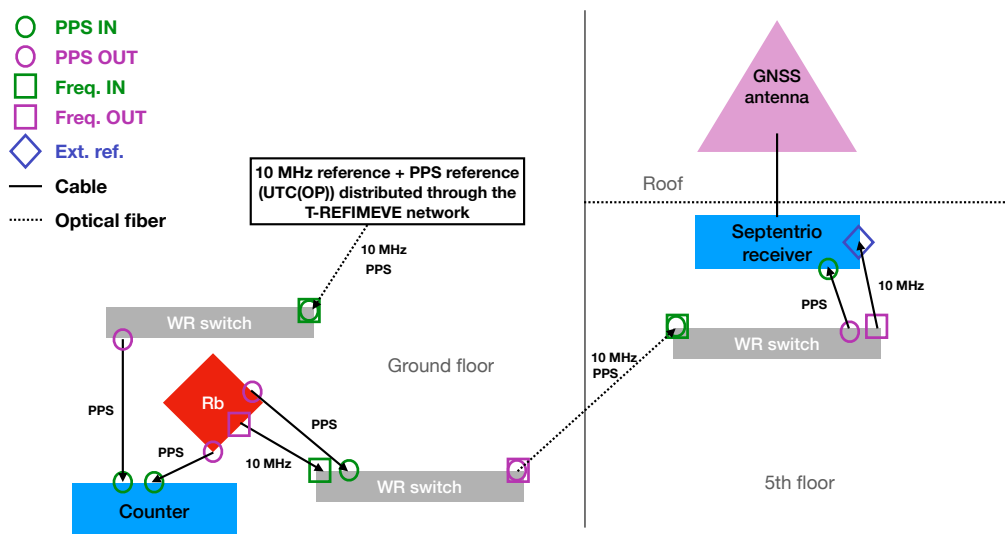 PPS IN
PPS OUT
Freq. IN
Freq. OUT
Ext. ref.
Cable
Optical fiber
10 MHz reference + PPS reference
(UTC(OP)) distributed through the
T-REFIMEVE network
10 MHz
PPS
WR switch
Ground floor
Rb
PPS
PPS
PPS
10 MHz
WR switch
Counter
10 MHz
PPS
GNSS
antenna
Roof
Septentrio
receiver
10 MHz
PPS
WR switch
5th floor